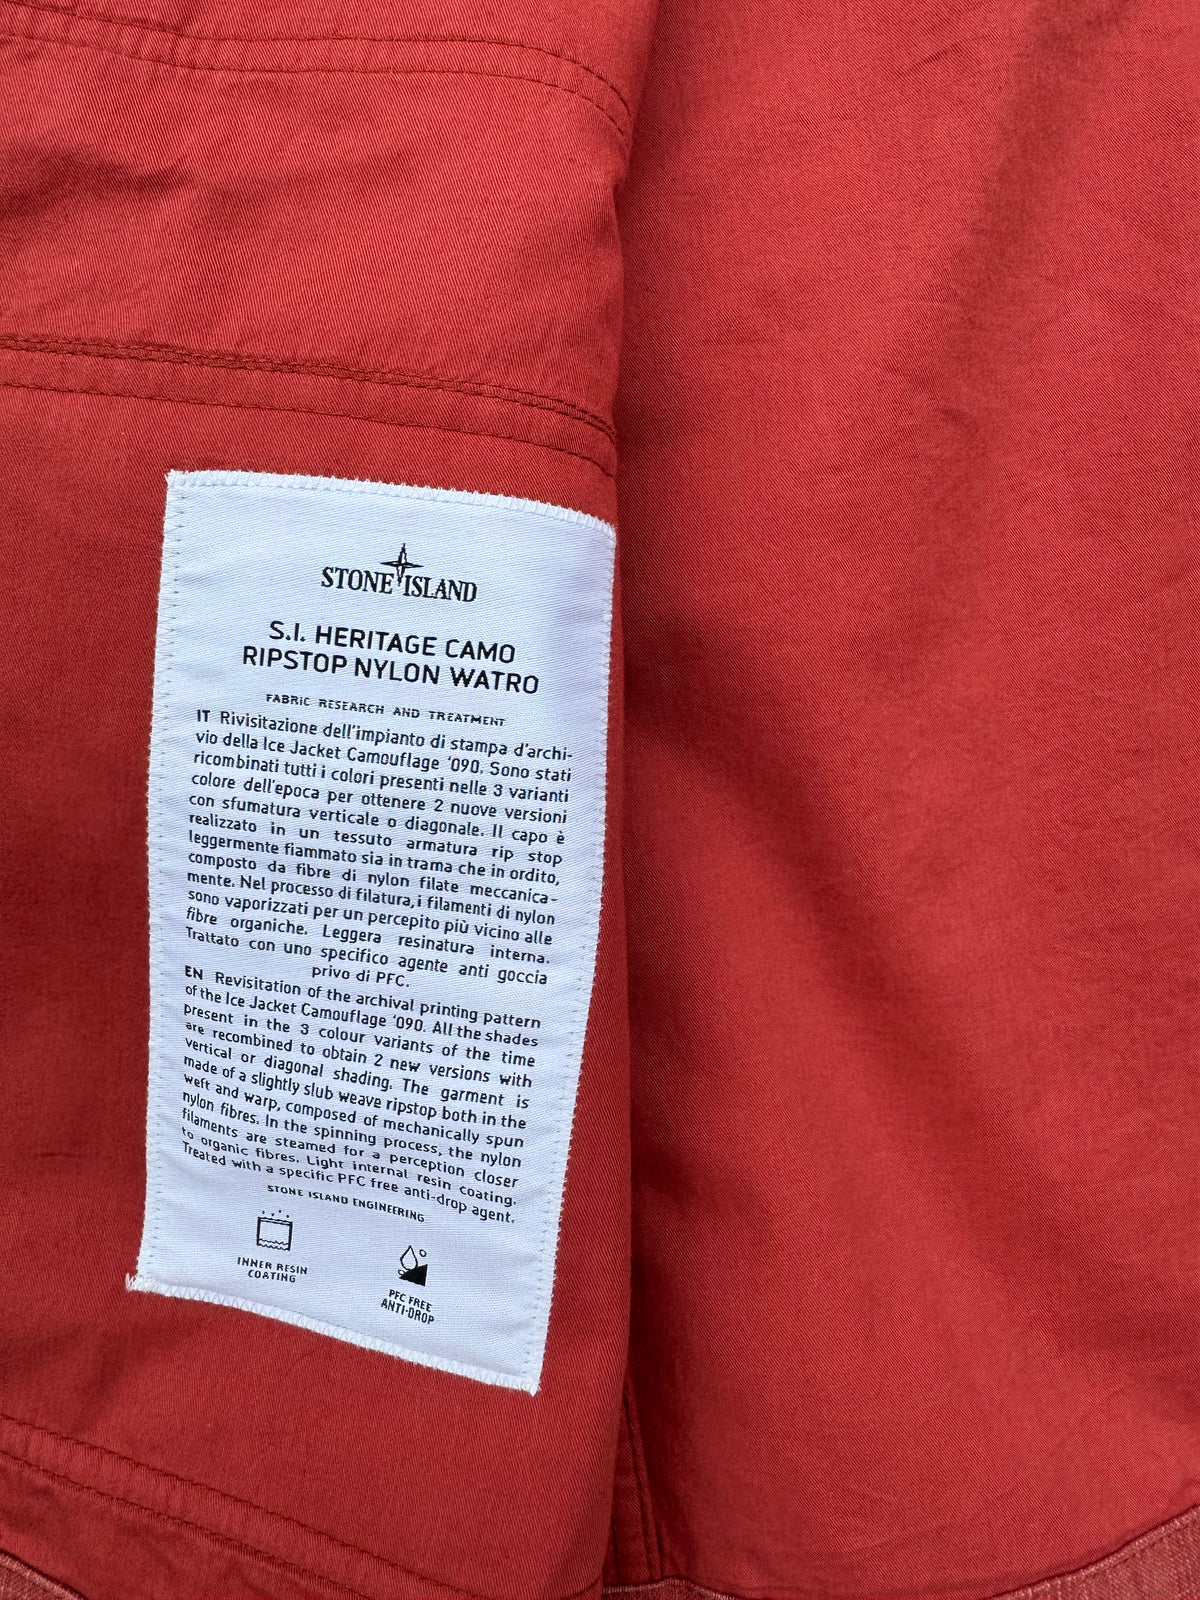 STONE ISLAND
S.I. HERITAGE CAMO
RIPSTOP NYLON WATRO
FABRIC RESEARCH AND TREATMENT
IT Rivisitazione dell'impianto di stampa d'archi-
vio della Ice Jacket Camouflage '090. Sono stati
ricombinati tutti i colori presenti nelle 3 varianti
colore dell'epoca per ottenere 2 nuove versioni
con sfumatura verticale o diagonale. Il capo è
realizzato in un tessuto armatura rip stop
leggermente fiammato sia in trama che in ordito,
composto da fibre di nylon filate meccanica-
mente. Nel processo di filatura, i filamenti di nylon
sono vaporizzati per un percepito più vicino alle
fibre organiche. Leggera resinatura interna.
Trattato con uno specifico agente anti goccia
privo di PFC.
EN Revisitation of the archival printing pattern
of the Ice Jacket Camouflage '090. All the shades
present in the 3 colour variants of the time
are recombined to obtain 2 new versions with
vertical or diagonal shading. The garment is
made of a slightly slub weave ripstop both in the
weft and warp, composed of mechanically spun
nylon fibres. In the spinning process, the nylon
filaments are steamed for a perception closer
to organic fibres. Light internal resin coating.
Treated with a specific PFC free anti-drop agent.
STONE ISLAND ENGINEERING
INNER RESIN
COATING
PFC FREE
ANTI-DROP